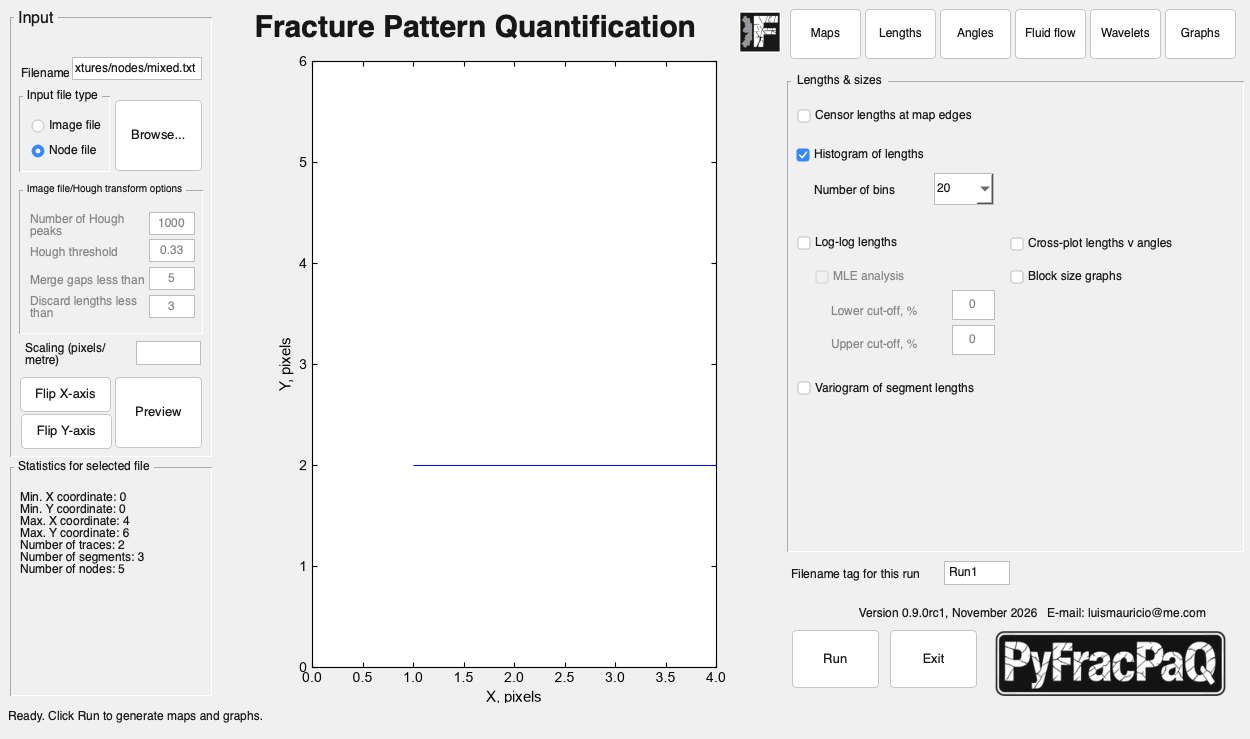 Input
Filename
xtures/nodes/mixed.txt
Input file type
Image file
Node file
Browse...
Image file/Hough transform options
Number of Hough
peaks
1000
Hough threshold
0.33
Merge gaps less than
5
Discard lengths less
than
3
Scaling (pixels/
metre)
Flip X-axis
Flip Y-axis
Preview
Statistics for selected file
Min. X coordinate: 0
Min. Y coordinate: 0
Max. X coordinate: 4
Max. Y coordinate: 6
Number of traces: 2
Number of segments: 3
Number of nodes: 5
Ready. Click Run to generate maps and graphs.
Fracture Pattern Quantification
6
5
4
3
2
1
0
Y, pixels
0.0
0.5
1.0
1.5
2.0
2.5
3.0
3.5
4.0
X, pixels
F
Maps
Lengths
Angles
Fluid flow
Wavelets
Graphs
Lengths & sizes
Censor lengths at map edges
Histogram of lengths
Number of bins
20
Log-log lengths
Cross-plot lengths v angles
MLE analysis
Block size graphs
Lower cut-off, %
0
Upper cut-off, %
0
Variogram of segment lengths
Filename tag for this run
Run1
Version 0.9.0rc1, November 2026 E-mail: luismauricio@me.com
Run
Exit
PyFracPaQ